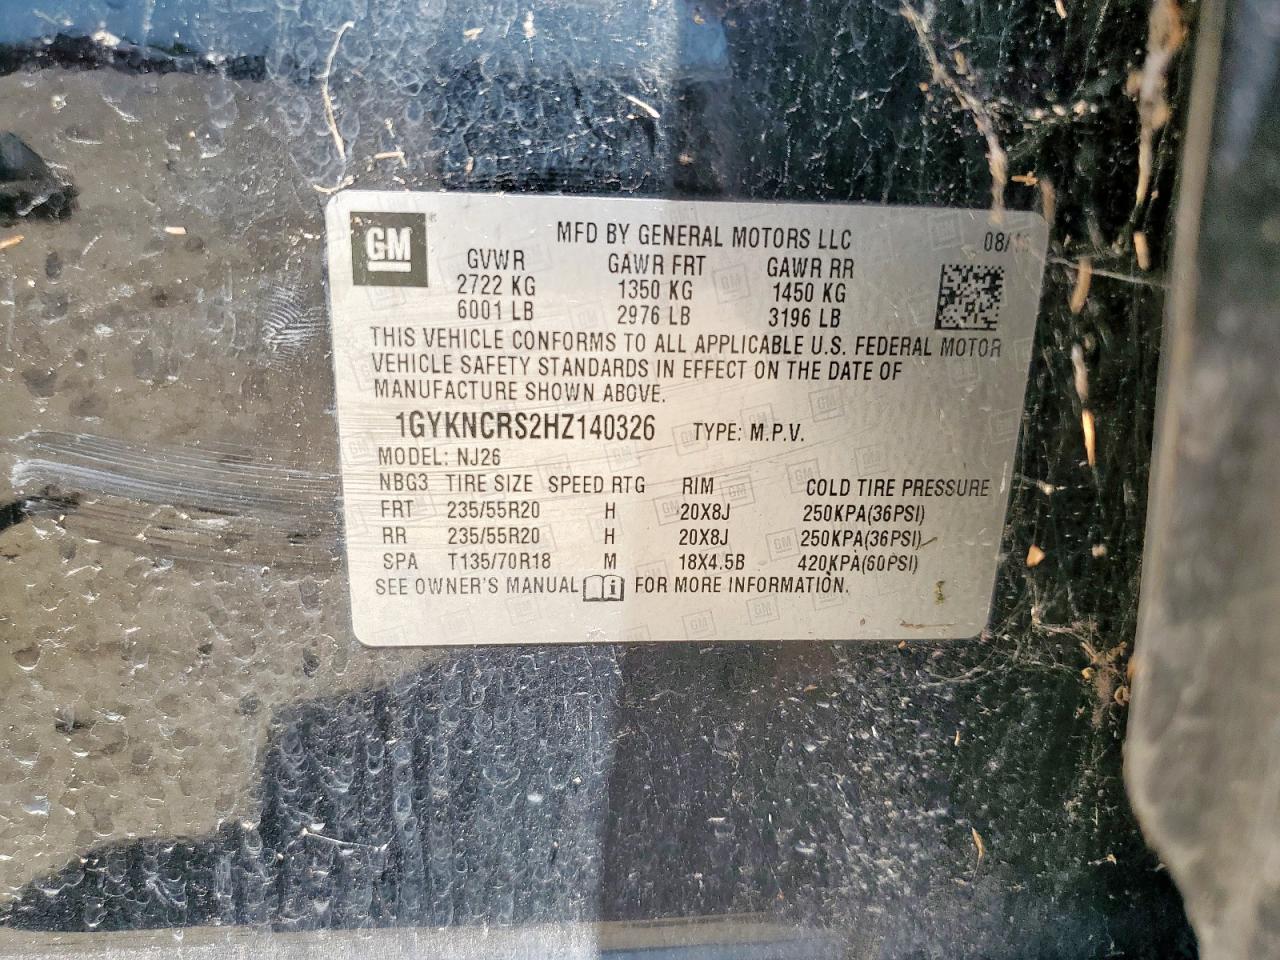 GM
MFD BY GENERAL MOTORS LLC
GVWR GAWR FRT GAWR RR
2722 KG 1350 KG 1450 KG
6001 LB 2976 LB 3196 LB
THIS VEHICLE CONFORMS TO ALL APPLICABLE U.S. FEDERAL MOTOR
VEHICLE SAFETY STANDARDS IN EFFECT ON THE DATE OF
MANUFACTURE SHOWN ABOVE.
1GYKNCRS2HZ140326 TYPE: M.P.V.
MODEL: NJ26
NBG3 TIRE SIZE SPEED RTG RIM COLD TIRE PRESSURE
FRT 235/55R20 H 20X8J 250KPA(36PSI)
RR 235/55R20 H 20X8J 250KPA(36PSI)
SPA T135/70R18 M 18X4.5B 420KPA(60PSI)
SEE OWNER'S MANUAL i FOR MORE INFORMATION.